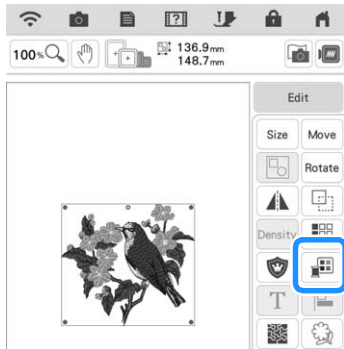 100%
136.9mm
148.7mm
Edit
Size Move
Rotate
Density
T